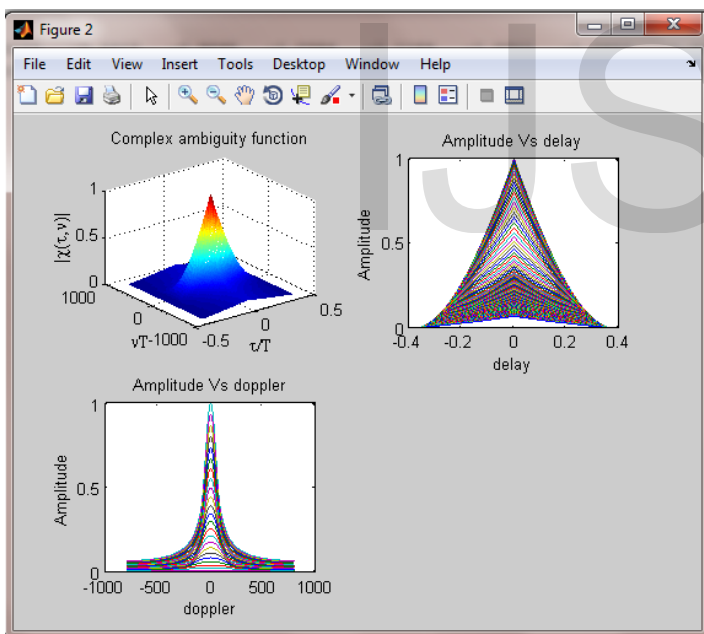 Figure 2
File Edit View Insert Tools Desktop Window Help
IJS
Complex ambiguity function
|χ(τ,ν)|
1
0.5
0
1000
0
-1000
νT
-0.5
0
0.5
τ/T
Amplitude Vs delay
Amplitude
1
0.5
0
-0.4 -0.2 0 0.2 0.4
delay
Amplitude Vs doppler
Amplitude
1
0.5
0
-1000 -500 0 500 1000
doppler